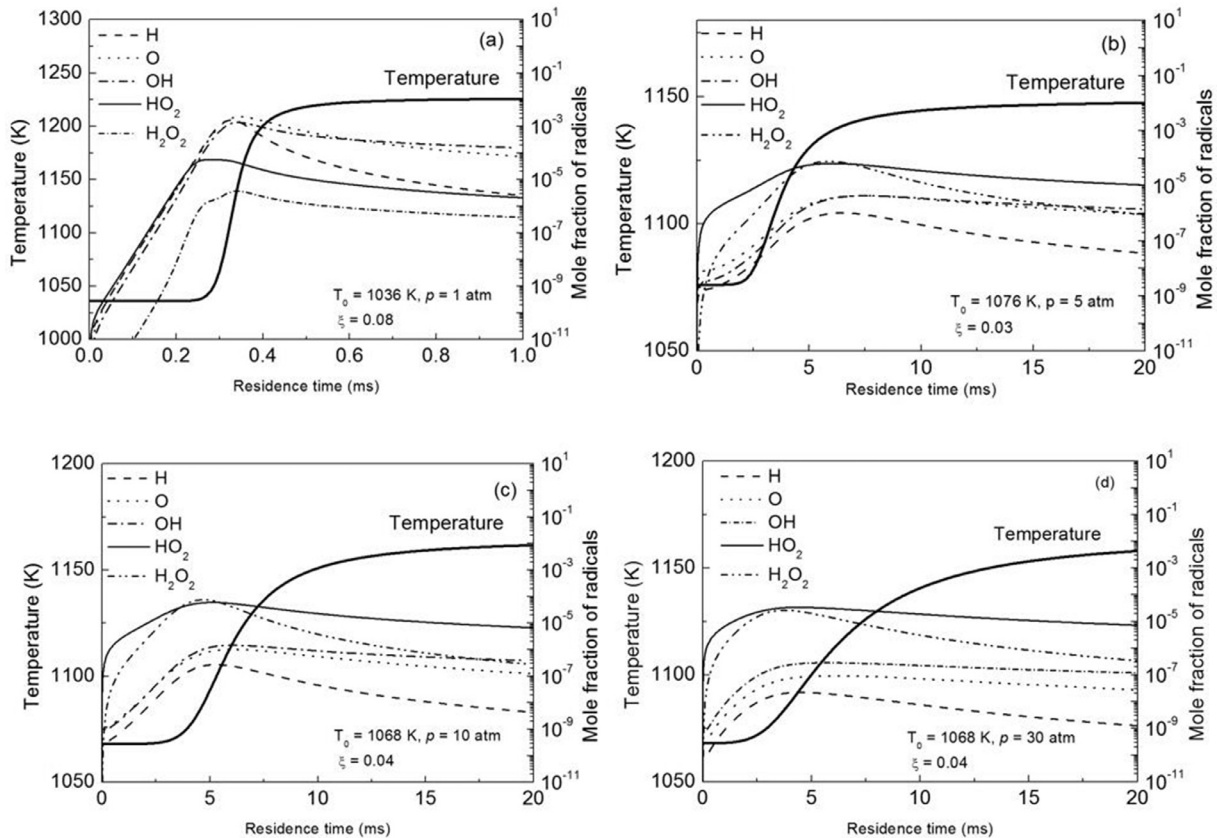 (a)
H
O
OH
HO2
H2O2
Temperature
1300
1250
1200
1150
1100
1050
1000
Temperature (K)
10^1
10^-1
10^-3
10^-5
10^-7
10^-9
10^-11
Mole fraction of radicals
T0 = 1036 K, p = 1 atm
ξ = 0.08
0.0 0.2 0.4 0.6 0.8 1.0
Residence time (ms)
(b)
H
O
OH
HO2
H2O2
Temperature
1150
1100
1050
Temperature (K)
10^1
10^-1
10^-3
10^-5
10^-7
10^-9
10^-11
Mole fraction of radicals
T0 = 1076 K, p = 5 atm
ξ = 0.03
0 5 10 15 20
Residence time (ms)
(c)
H
O
OH
HO2
H2O2
Temperature
1200
1150
1100
1050
Temperature (K)
10^1
10^-1
10^-3
10^-5
10^-7
10^-9
10^-11
Mole fraction of radicals
T0 = 1068 K, p = 10 atm
ξ = 0.04
0 5 10 15 20
Residence time (ms)
(d)
H
O
OH
HO2
H2O2
Temperature
1200
1150
1100
1050
Temperature (K)
10^1
10^-1
10^-3
10^-5
10^-7
10^-9
10^-11
Mole fraction of radicals
T0 = 1068 K, p = 30 atm
ξ = 0.04
0 5 10 15 20
Residence time (ms)